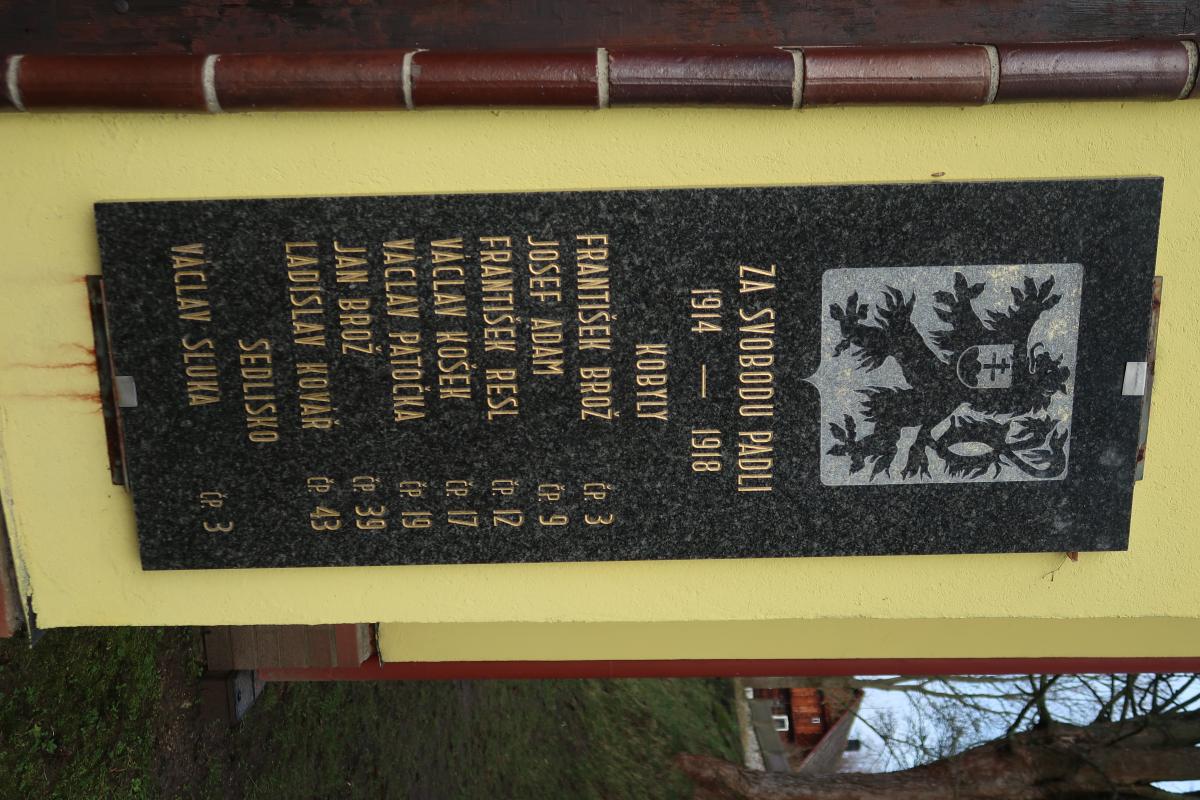 ZA SVOBODU PADLI
1914 — 1918
KOBYLY
FRANTIŠEK BROŽ ČP. 3
JOSEF ADAM ČP. 9
FRANTIŠEK RESL ČP. 12
VÁCLAV KOŠEK ČP. 17
VÁCLAV PATOČKA ČP. 19
JAN BROŽ ČP. 39
LADISLAV KOVÁŘ ČP. 43
SEDLISKO
VÁCLAV SLUKA ČP. 3